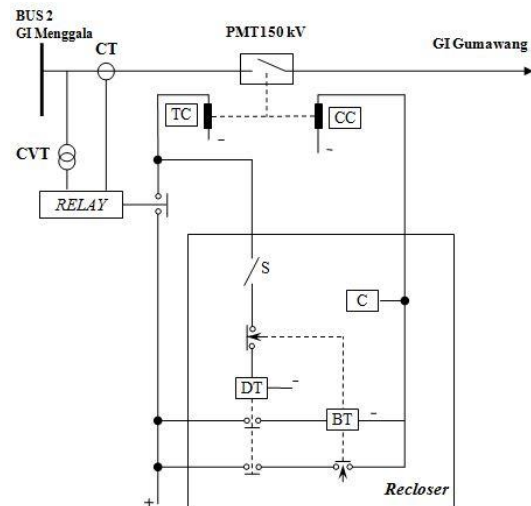 BUS 2
GI Menggala
CT
PMT150 kV
GI Gumawang
TC
-
CC
-
CVT
RELAY
S
C
DT
-
BT
-
Recloser
+